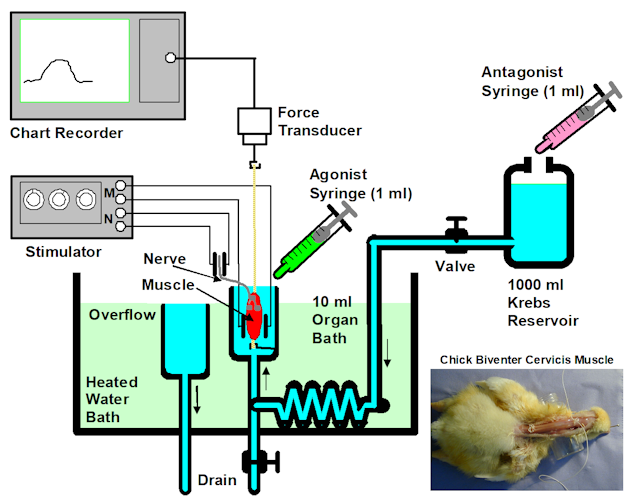 Chart Recorder
Force
Transducer
Antagonist
Syringe (1 ml)
Agonist
Syringe (1 ml)
M
N
Stimulator
Nerve
Muscle
Valve
1000 ml
Krebs
Reservoir
Overflow
10 ml
Organ
Bath
Heated
Water
Bath
Drain
Chick Biventer Cervicis Muscle